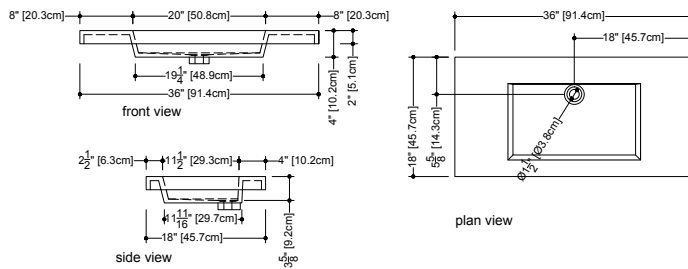 8" [20.3cm] 20" [50.8cm] 8" [20.3cm]
19 1/4" [48.9cm]
36" [91.4cm]
4" [10.2cm]
2" [5.1cm]
front view
2 1/2" [6.3cm] 11 1/2" [29.3cm] 4" [10.2cm]
11 11/16" [29.7cm]
18" [45.7cm]
3 5/8" [9.2cm]
side view
36" [91.4cm]
18" [45.7cm]
18" [45.7cm]
5 5/8" [14.3cm]
Ø1 1/2" [Ø3.8cm]
plan view